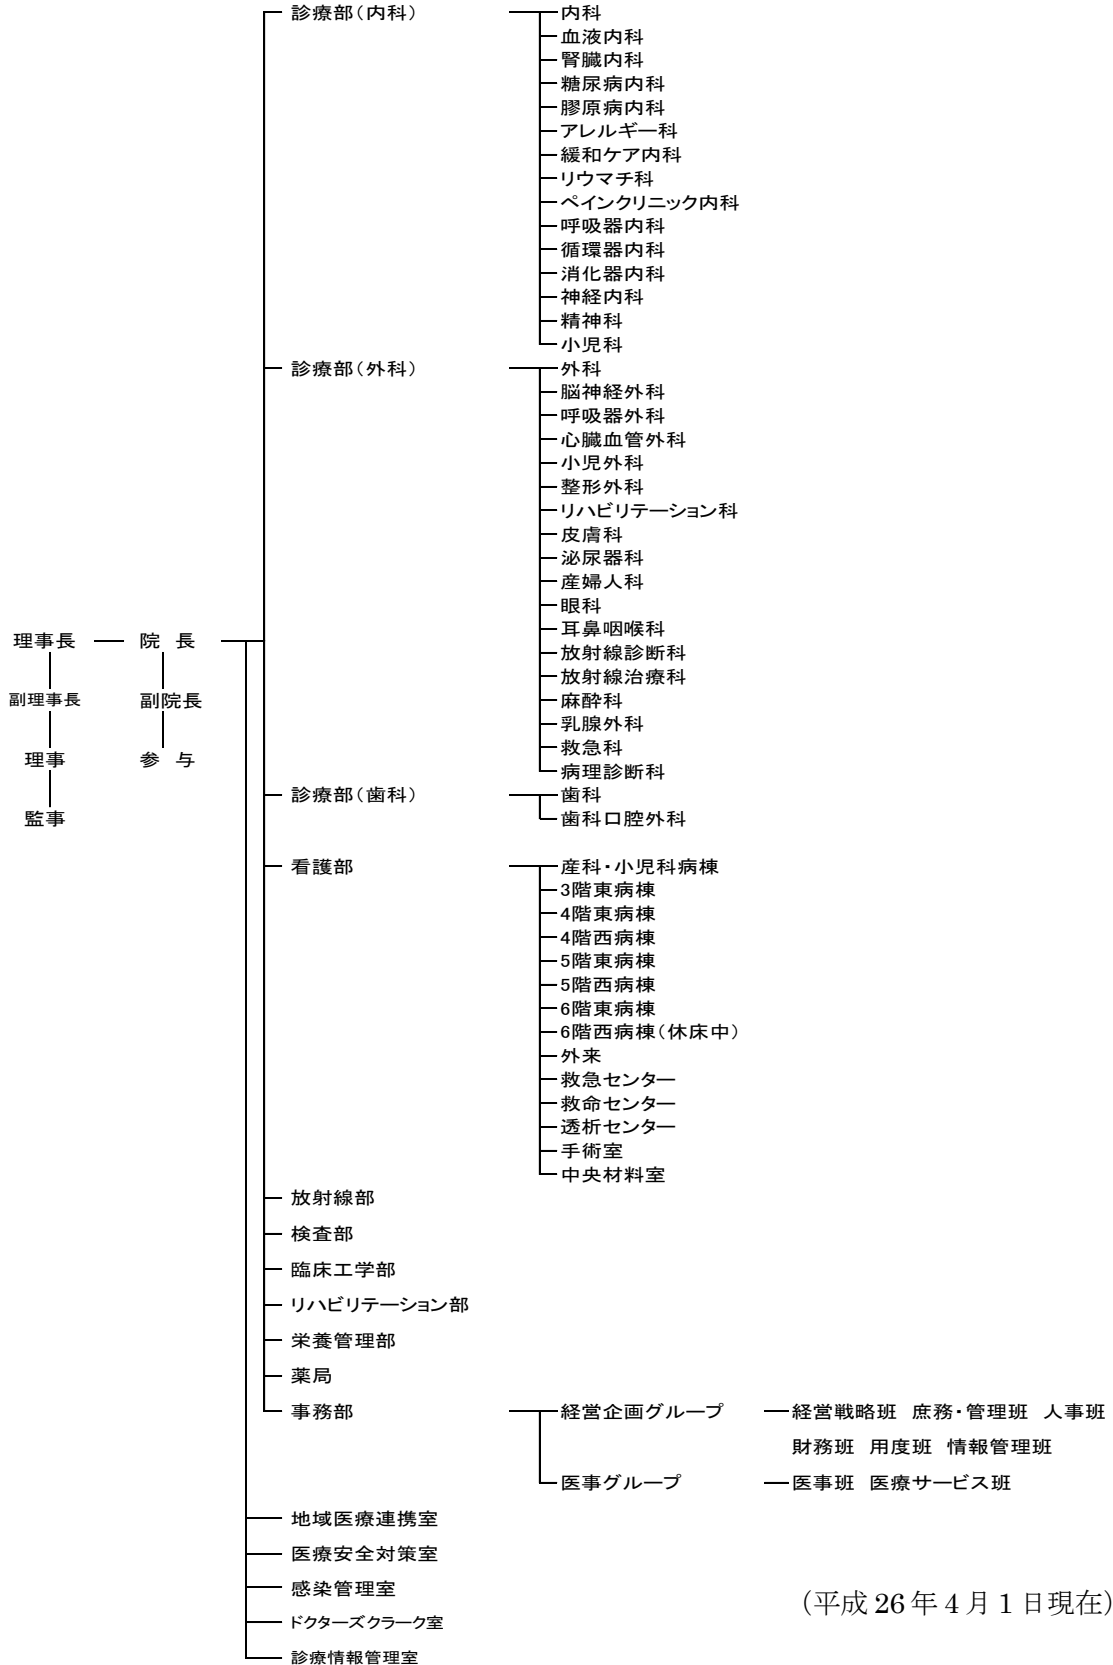 診療部（内科） 内科
血液内科
腎臓内科
糖尿病内科
膠原病内科
アレルギー科
緩和ケア内科
リウマチ科
ペインクリニック内科
呼吸器内科
循環器内科
消化器内科
神経内科
精神科
小児科
診療部（外科） 外科
脳神経外科
呼吸器外科
心臓血管外科
小児外科
整形外科
リハビリテーション科
皮膚科
泌尿器科
産婦人科
眼科
耳鼻咽喉科
理事長 院 長
放射線診断科
放射線治療科
副理事長 副院長 麻酔科
乳腺外科
理事 参 与 救急科
病理診断科
診療部（歯科） 歯科
監事 歯科口腔外科
看護部 産科・小児科病棟
3階東病棟
4階東病棟
4階西病棟
5階東病棟
5階西病棟
6階東病棟
6階西病棟（休床中）
外来
救急センター
救命センター
透析センター
手術室
中央材料室
放射線部
検査部
臨床工学部
リハビリテーション部
栄養管理部
薬局
事務部 経営企画グループ 経営戦略班 庶務・管理班 人事班
財務班 用度班 情報管理班
医事グループ 医事班 医療サービス班
地域医療連携室
医療安全対策室
感染管理室
ドクターズクラーク室
診療情報管理室
（平成 26 年 4 月 1 日現在）